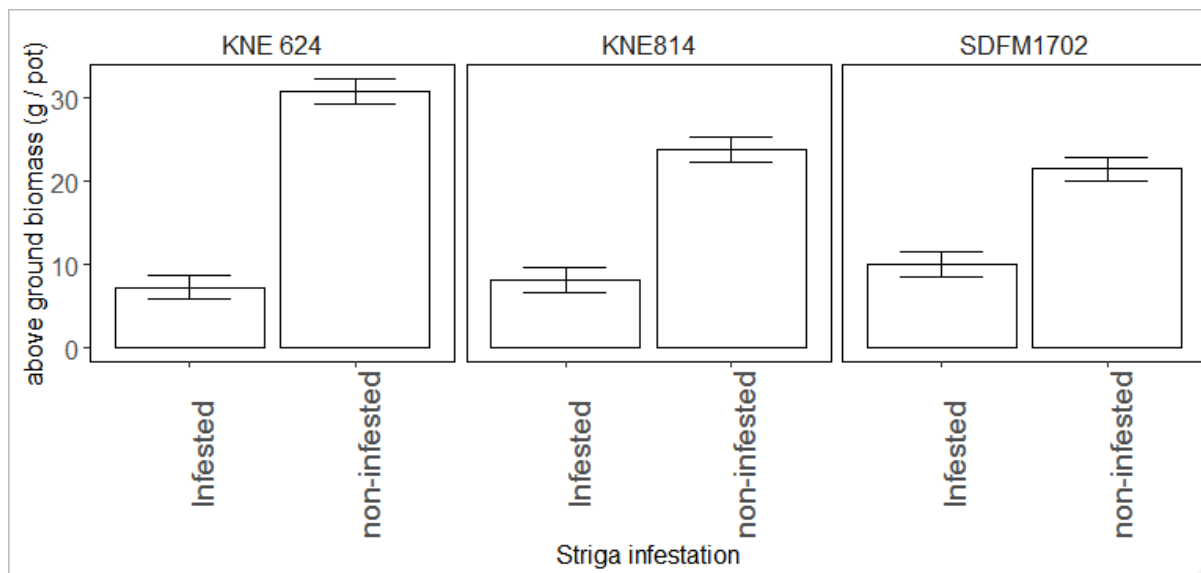 KNE 624 KNE814 SDFM1702
above ground biomass (g / pot)
30
20
10
0
Infested non-infested Infested non-infested Infested non-infested
Striga infestation